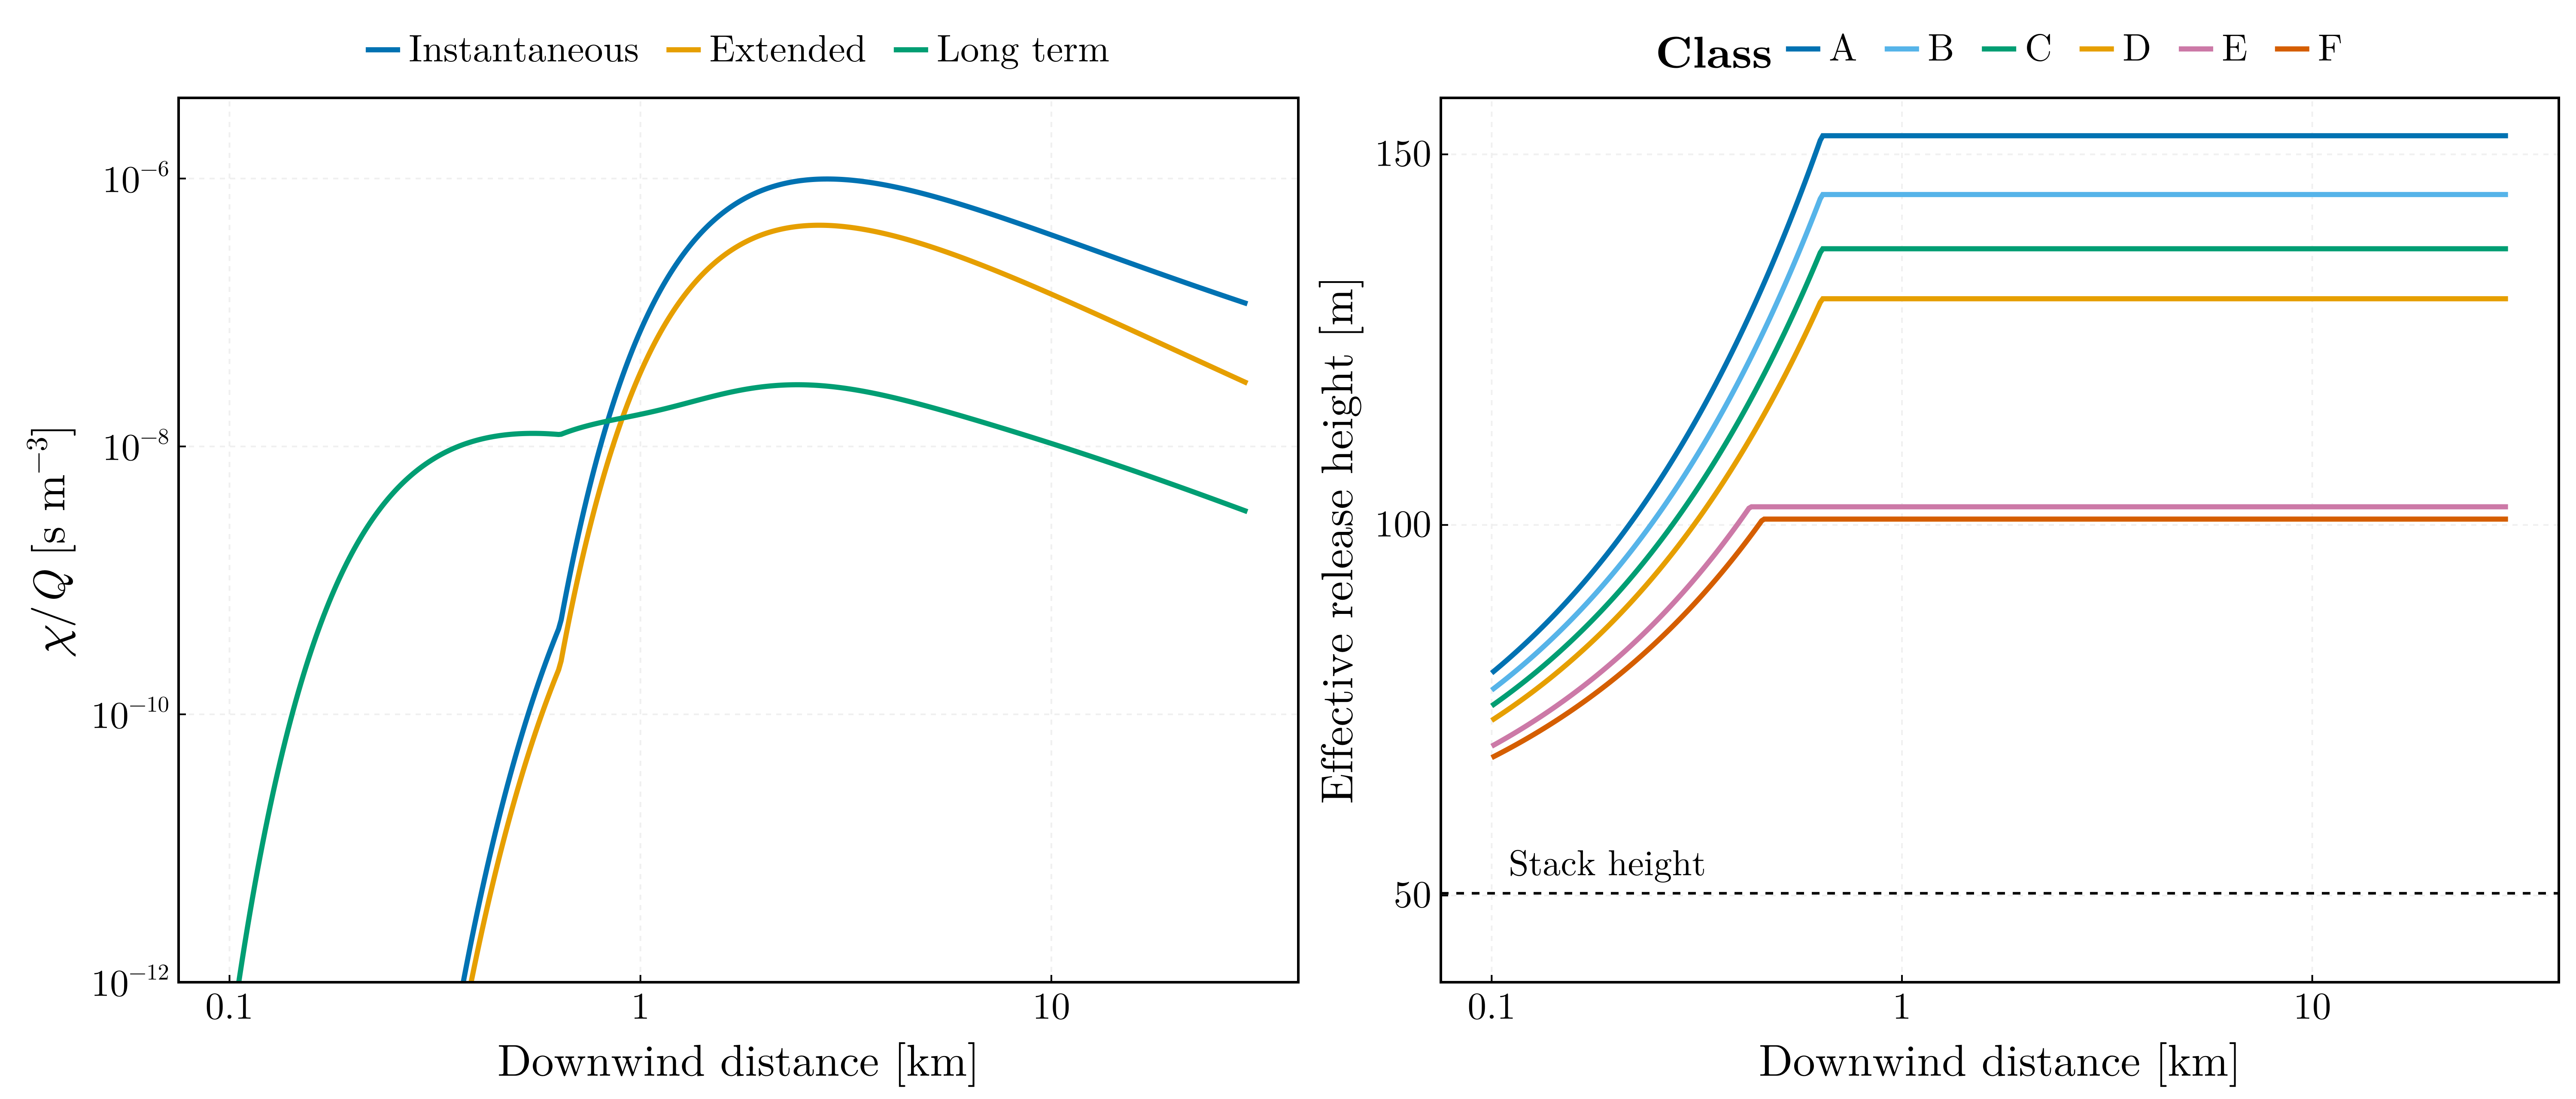 Instantaneous Extended Long term
χ/Q [s m⁻³]
10⁻⁶
10⁻⁸
10⁻¹⁰
10⁻¹²
0.1 1 10
Downwind distance [km]
Class A B C D E F
Effective release height [m]
150
100
50
Stack height
0.1 1 10
Downwind distance [km]